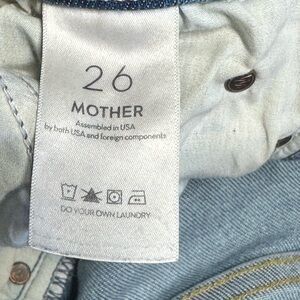 26
MOTHER
Assembled in USA
by both USA and foreign components
DO YOUR OWN LAUNDRY